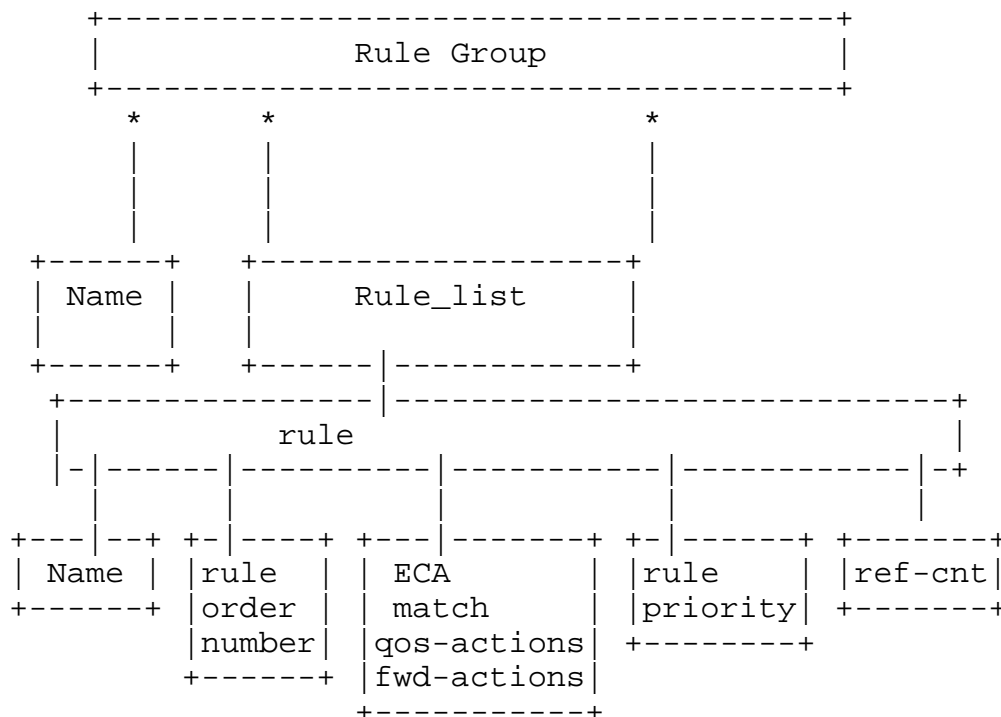 Rule Group
Name Rule_list
rule
Name rule ECA rule ref-cnt
order match priority
number qos-actions
fwd-actions